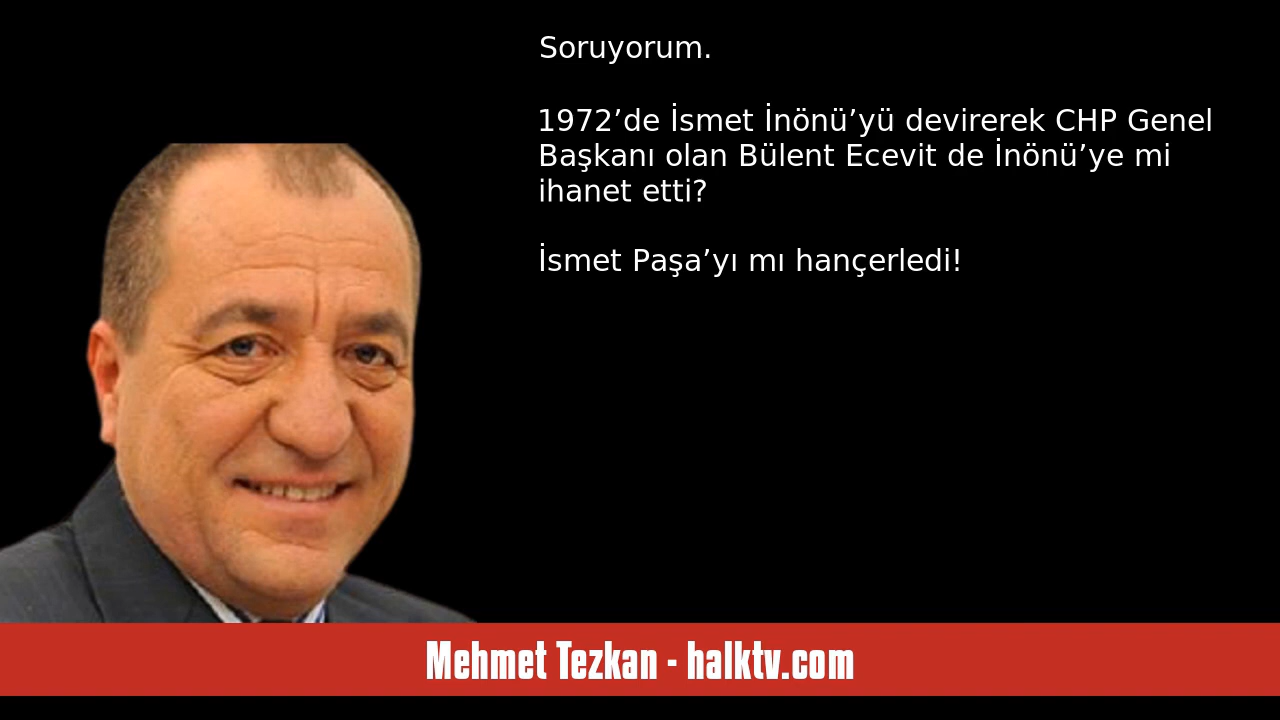 Soruyorum.
1972’de İsmet İnönü’yü devirerek CHP Genel
Başkanı olan Bülent Ecevit de İnönü’ye mi
ihanet etti?
İsmet Paşa’yı mı hançerledi!
Mehmet Tezkan - halktv.com